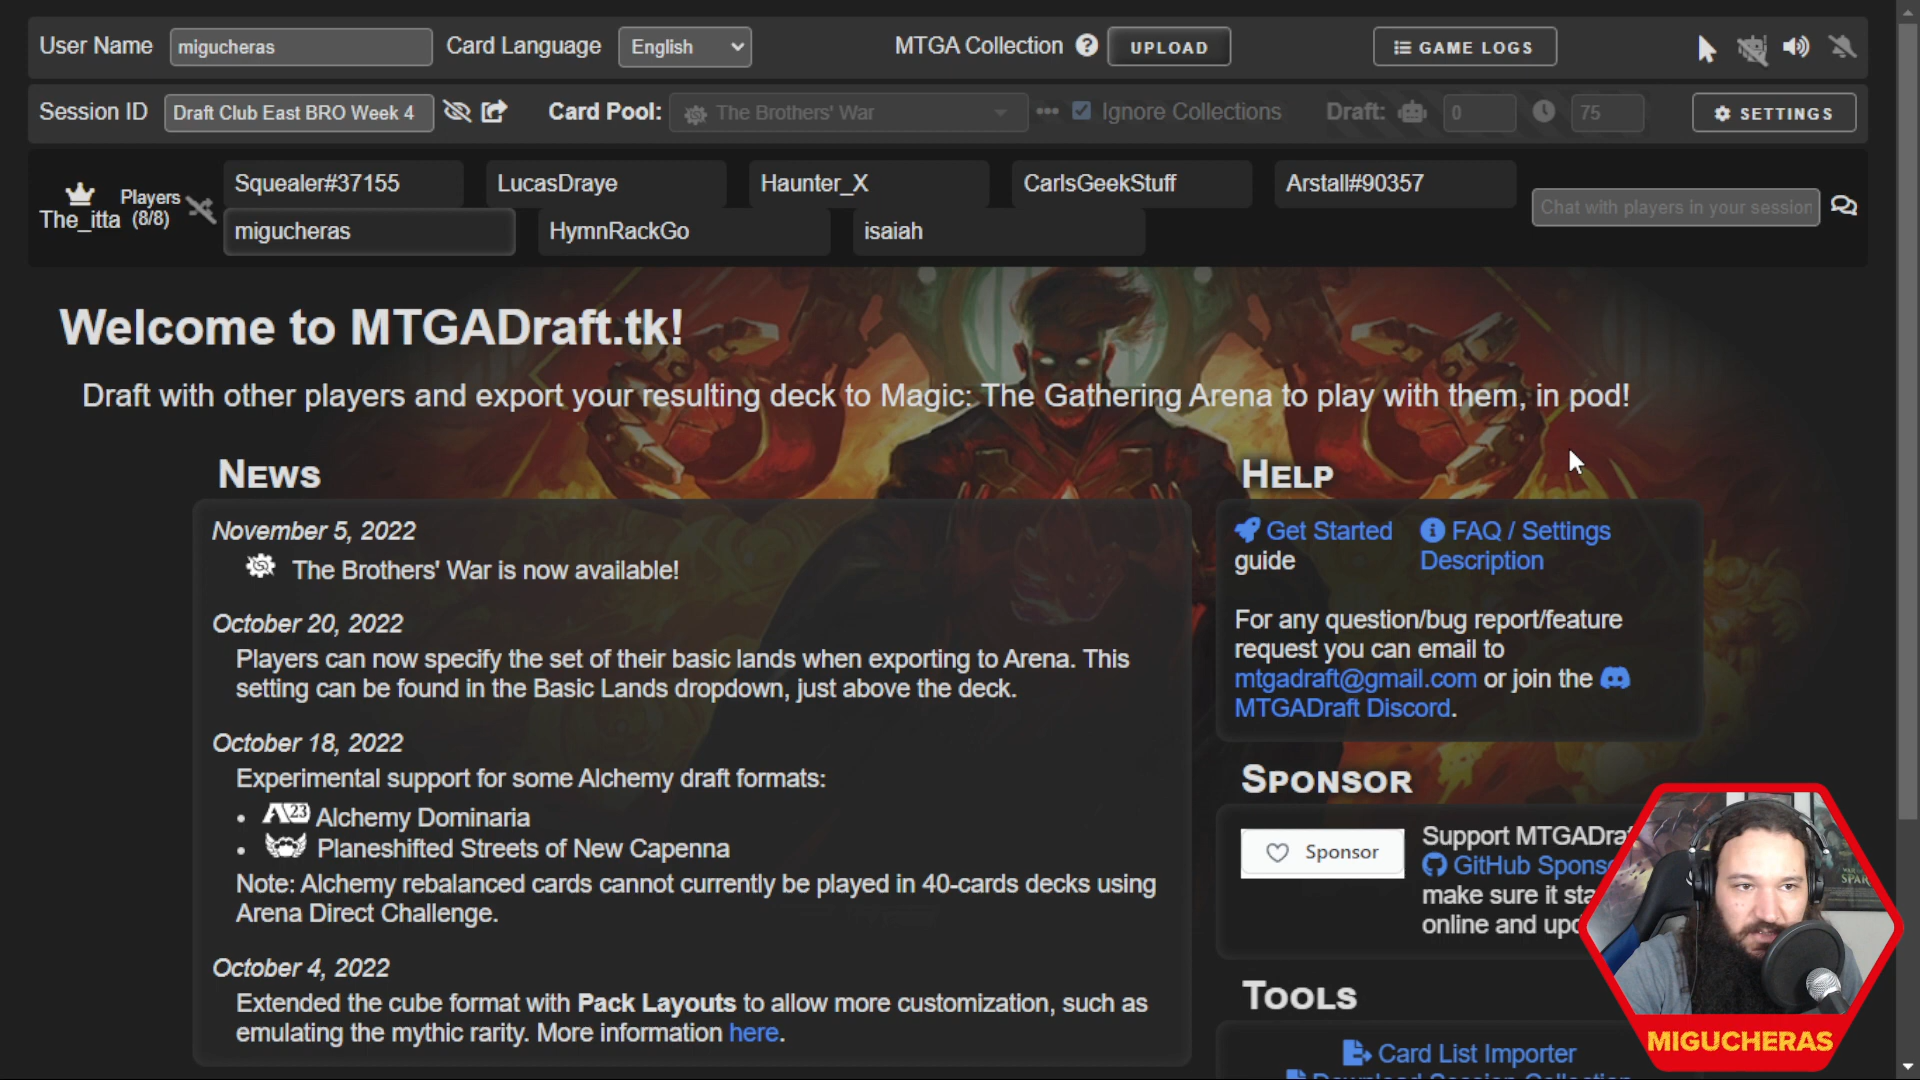 User Name migucheras Card Language English MTGA Collection ? UPLOAD GAME LOGS
Session ID Draft Club East BRO Week 4 Card Pool: The Brothers' War ••• Ignore Collections Draft: 0 75 SETTINGS
The_itta Players (8/8) Squealer#37155 LucasDraye Haunter_X CarlsGeekStuff Arstall#90357
migucheras HymnRackGo isaiah
Chat with players in your session
Welcome to MTGADraft.tk!
Draft with other players and export your resulting deck to Magic: The Gathering Arena to play with them, in pod!
News
November 5, 2022
The Brothers' War is now available!
October 20, 2022
Players can now specify the set of their basic lands when exporting to Arena. This
setting can be found in the Basic Lands dropdown, just above the deck.
October 18, 2022
Experimental support for some Alchemy draft formats:
• A23 Alchemy Dominaria
• Planeshifted Streets of New Capenna
Note: Alchemy rebalanced cards cannot currently be played in 40-cards decks using
Arena Direct Challenge.
October 4, 2022
Extended the cube format with Pack Layouts to allow more customization, such as
emulating the mythic rarity. More information here.
Help
Get Started
guide
FAQ / Settings
Description
For any question/bug report/feature
request you can email to
mtgadraft@gmail.com or join the
MTGADraft Discord.
Sponsor
Sponsor
Support MTGADra
GitHub Spons
make sure it sta
online and upd
Tools
Card List Importer
Download Session Collection
MIGUCHERAS